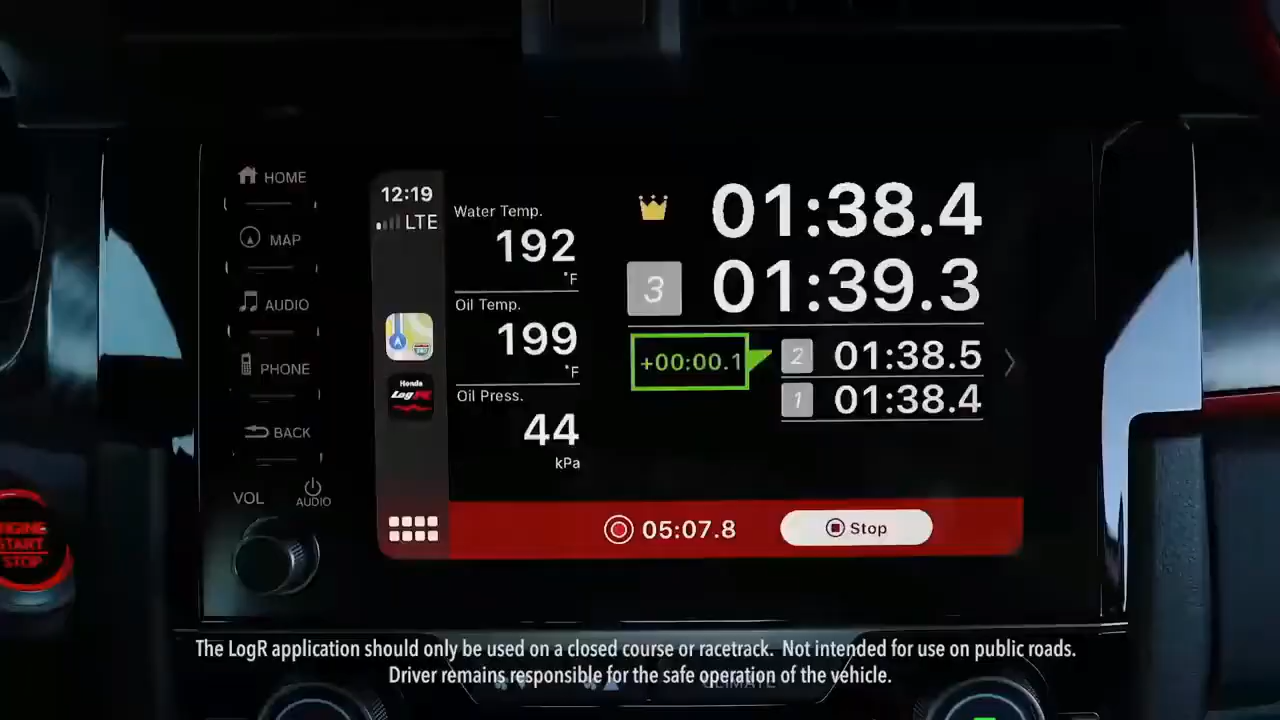 HOME
MAP
AUDIO
PHONE
BACK
VOL
AUDIO
ENGINE
START
STOP
12:19
LTE
Honda
LogR
Water Temp.
192
°F
Oil Temp.
199
°F
Oil Press.
44
kPa
01:38.4
3 01:39.3
+00:00.1
2 01:38.5
1 01:38.4
05:07.8
Stop
The LogR application should only be used on a closed course or racetrack. Not intended for use on public roads.
Driver remains responsible for the safe operation of the vehicle.
CLIMATE